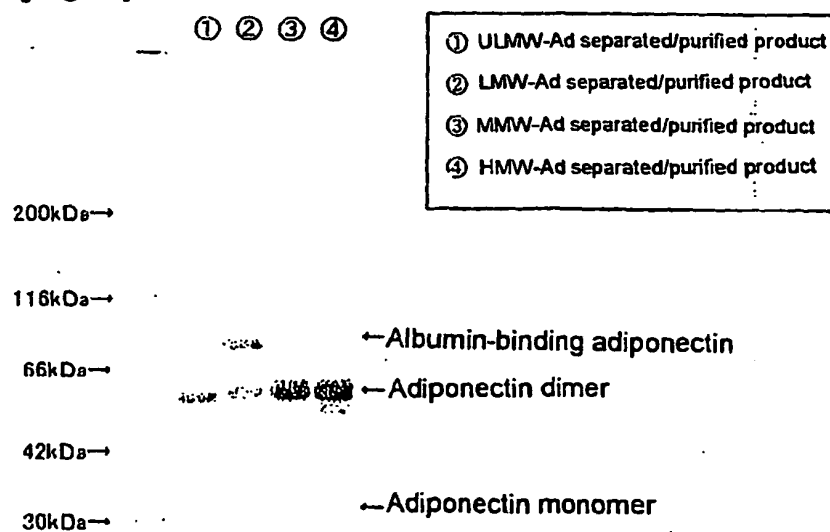 ① ② ③ ④
① ULMW-Ad separated/purified product
② LMW-Ad separated/purified product
③ MMW-Ad separated/purified product
④ HMW-Ad separated/purified product
200kDa→
116kDa→
←Albumin-binding adiponectin
66kDa→
←Adiponectin dimer
42kDa→
←Adiponectin monomer
30kDa→